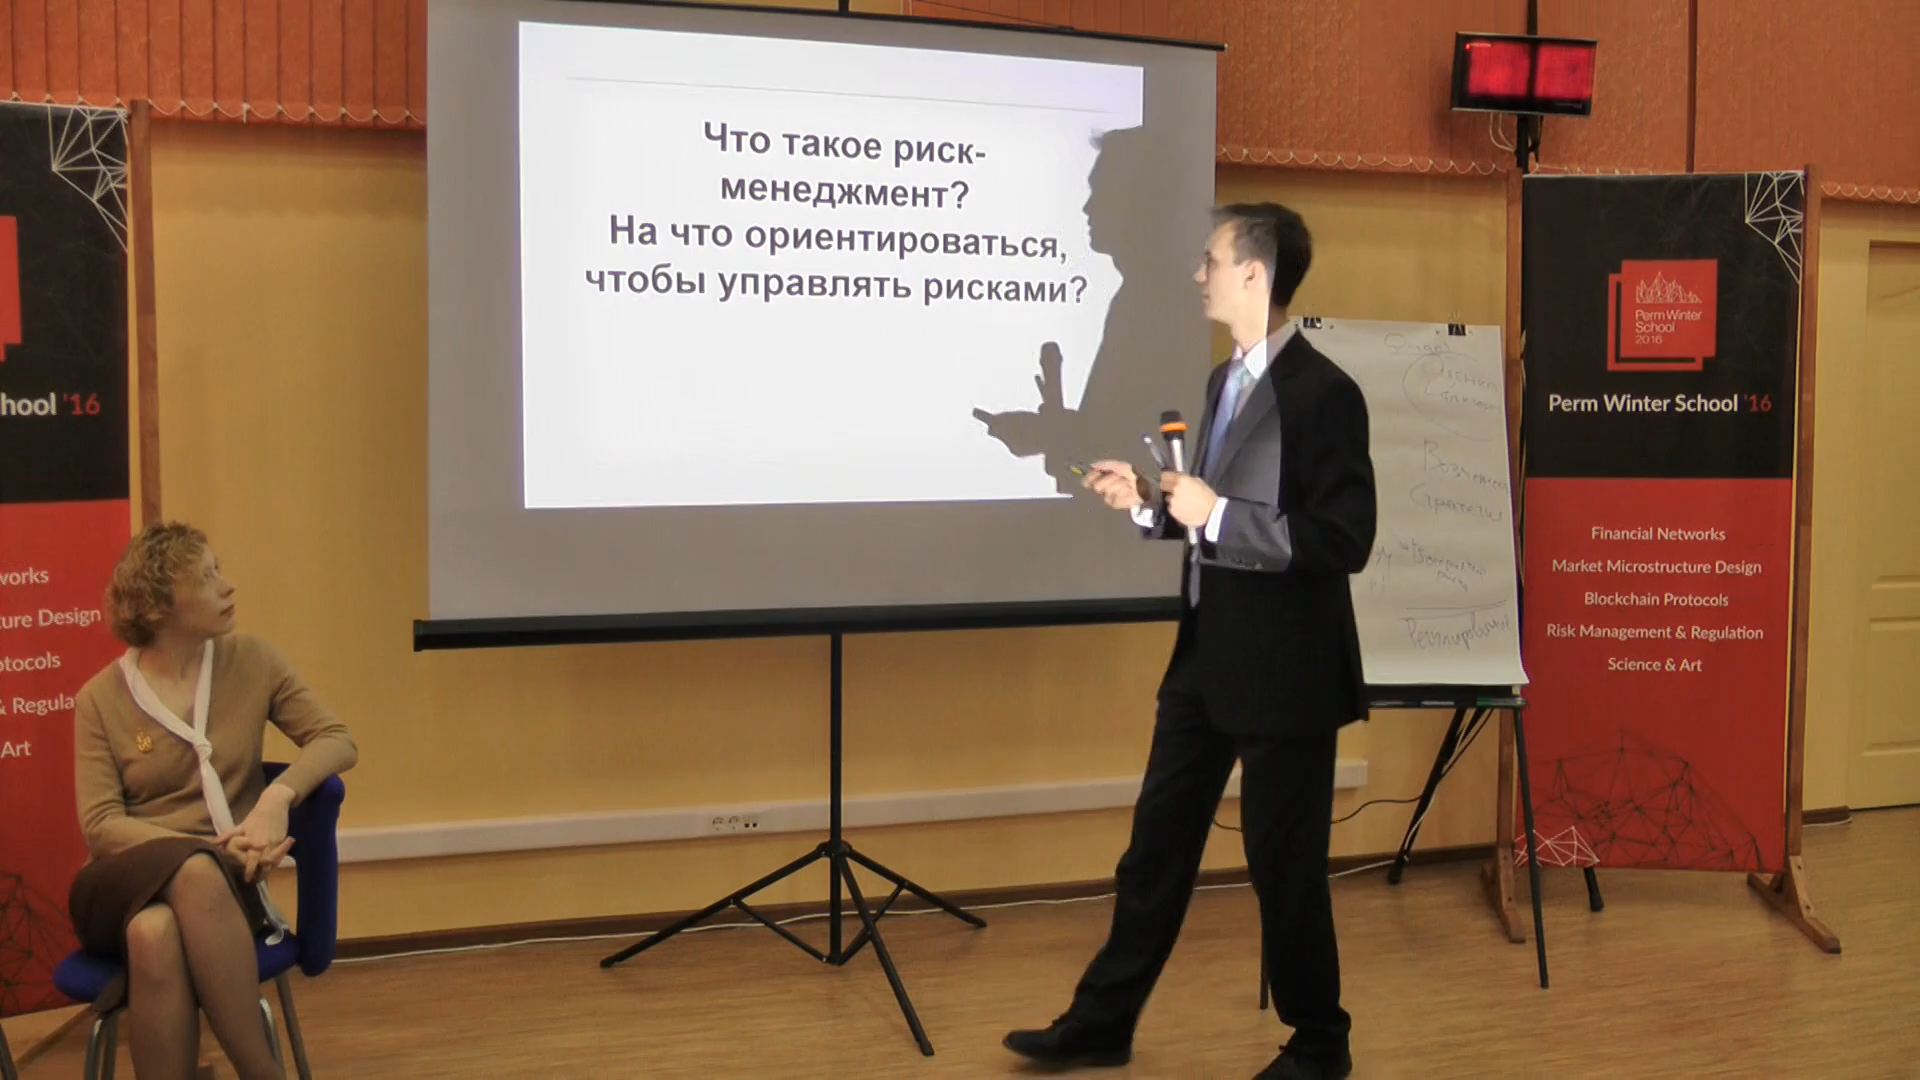 Что такое риск-
менеджмент?
На что ориентироваться,
чтобы управлять рисками?
hool '16
works
ure Design
otocols
& Regula
Art
Perm Winter
School
2016
Perm Winter School '16
Financial Networks
Market Microstructure Design
Blockchain Protocols
Risk Management & Regulation
Science & Art